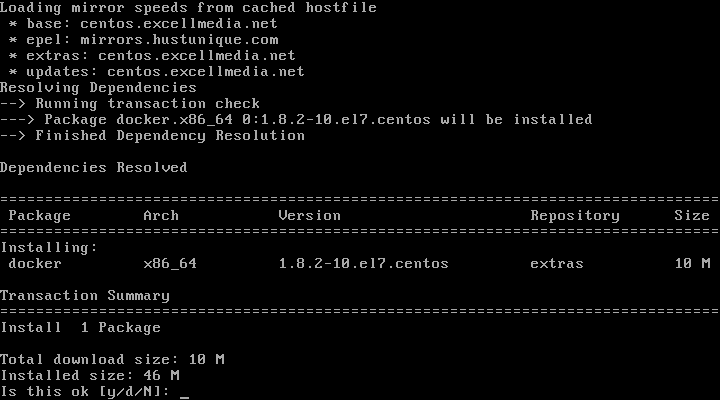 Loading mirror speeds from cached hostfile
 * base: centos.excellmedia.net
 * epel: mirrors.hustunique.com
 * extras: centos.excellmedia.net
 * updates: centos.excellmedia.net
Resolving Dependencies
--> Running transaction check
---> Package docker.x86_64 0:1.8.2-10.el7.centos will be installed
--> Finished Dependency Resolution

Dependencies Resolved

================================================================================
 Package        Arch           Version                     Repository      Size
================================================================================
Installing:
 docker         x86_64         1.8.2-10.el7.centos         extras          10 M

Transaction Summary
================================================================================
Install  1 Package

Total download size: 10 M
Installed size: 46 M
Is this ok [y/d/N]: _